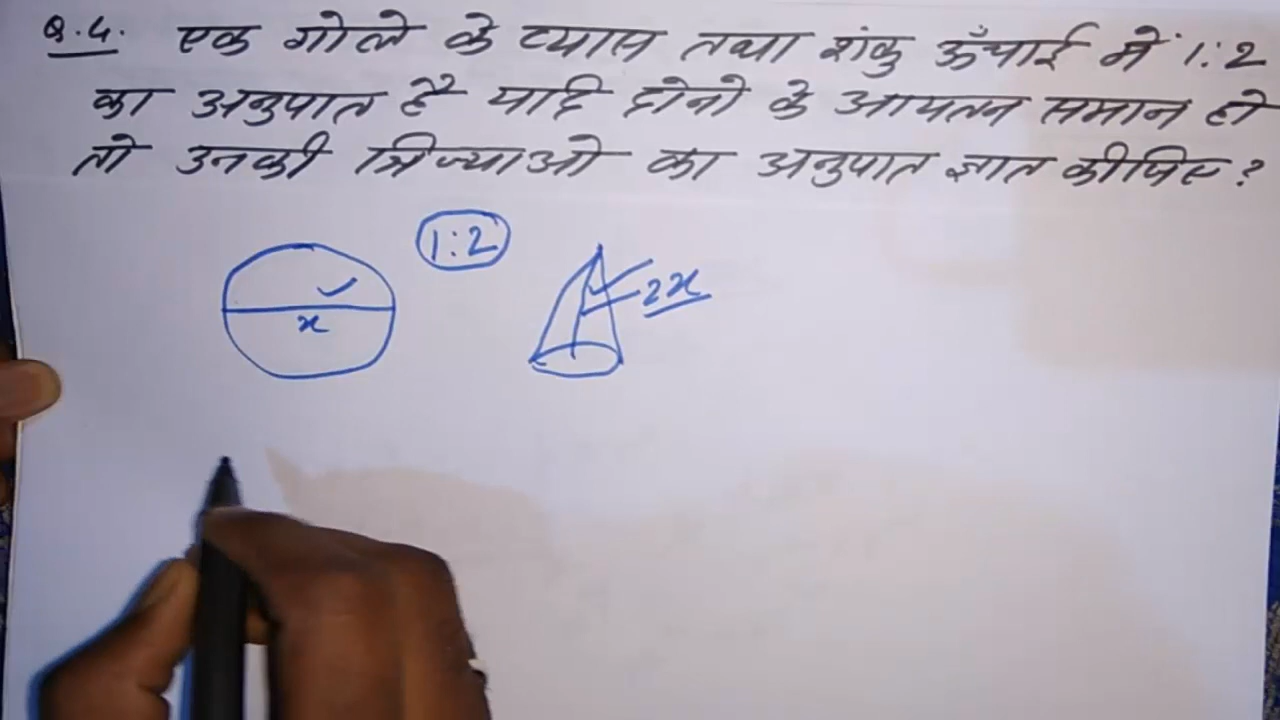 Q.4. एक गोले के व्यास तथा शंकु ऊँचाई में 1:2
का अनुपात है यदि दोनो के आयतन समान हो
तो उनकी त्रिज्याओ का अनुपात ज्ञात कीजिए?
1:2
x
2x